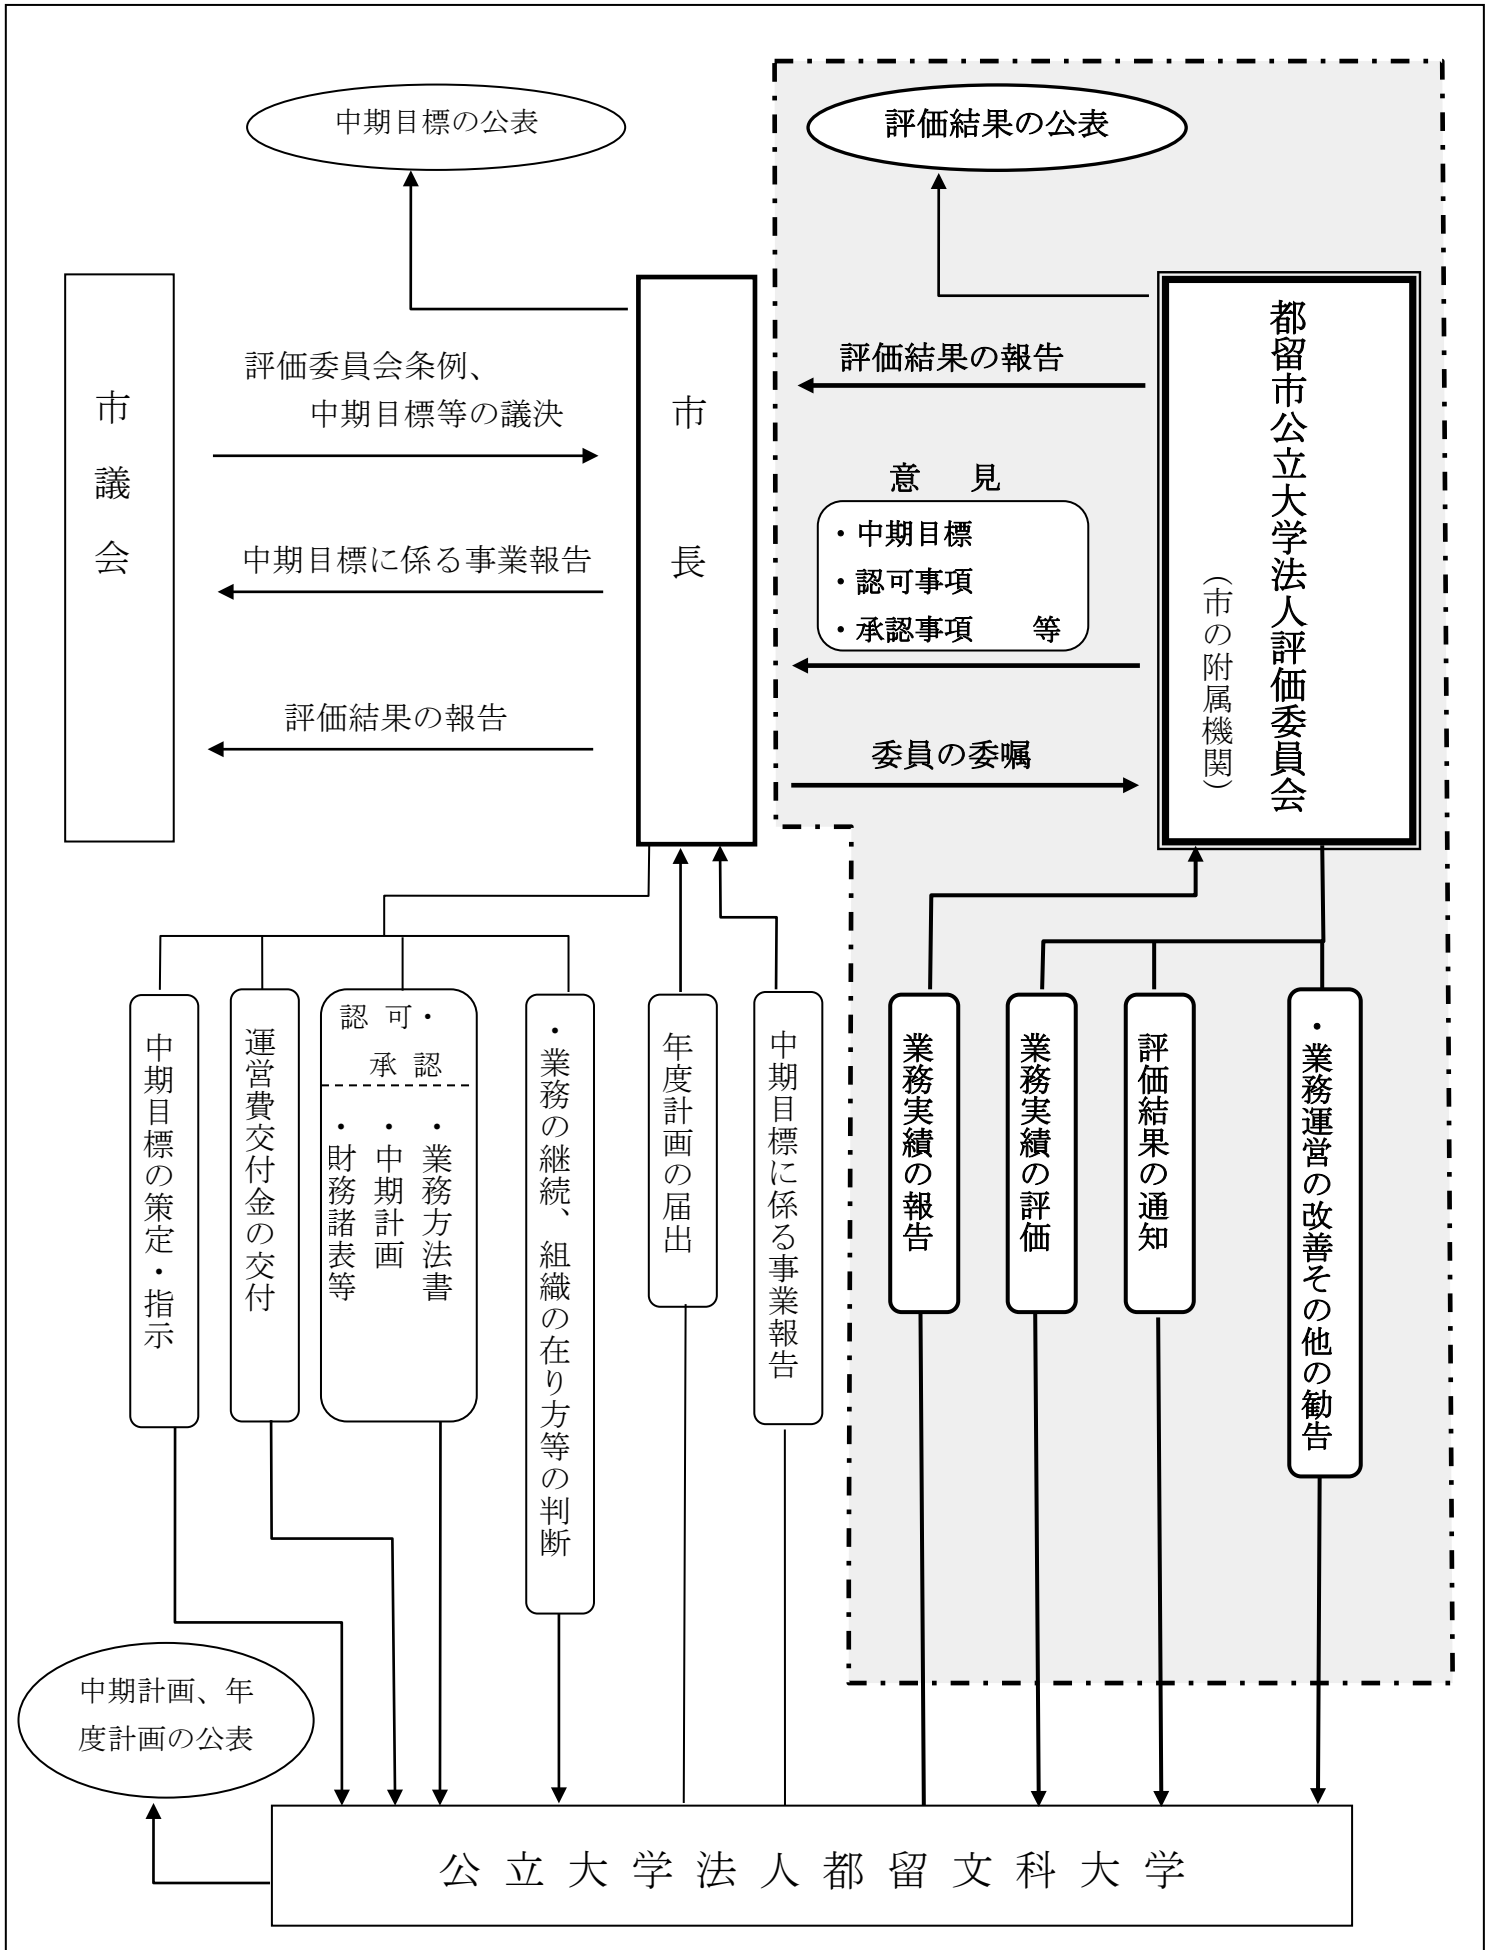 中期目標の公表
評価結果の公表
市議会
評価委員会条例、
中期目標等の議決
中期目標に係る事業報告
評価結果の報告
市長
評価結果の報告
意 見
・中期目標
・認可事項
・承認事項 等
委員の委嘱
都留市公立大学法人評価委員会
（市の附属機関）
中期目標の策定・指示
運営費交付金の交付
認 可・
承 認
・業務方法書
・中期計画
・財務諸表等
・業務の継続、組織の在り方等の判断
年度計画の届出
中期目標に係る事業報告
業務実績の報告
業務実績の評価
評価結果の通知
・業務運営の改善その他の勧告
中期計画、年
度計画の公表
公立大学法人都留文科大学